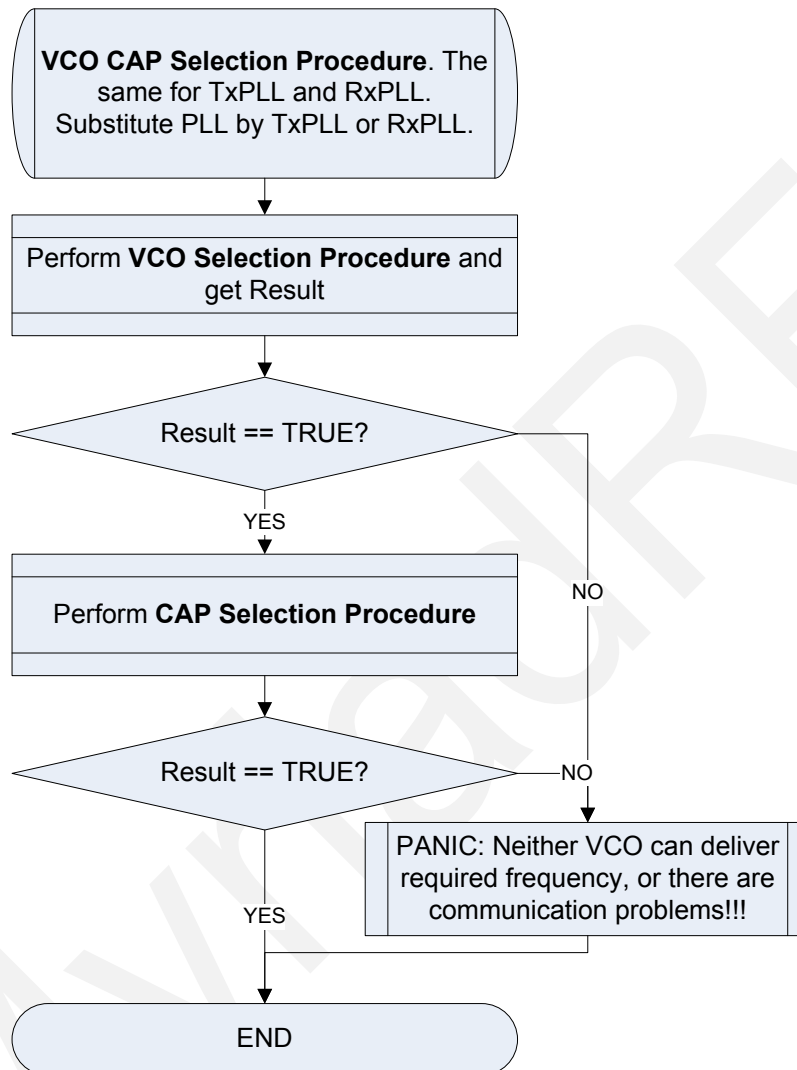 VCO CAP Selection Procedure. The
same for TxPLL and RxPLL.
Substitute PLL by TxPLL or RxPLL.
Perform VCO Selection Procedure and
get Result
Result == TRUE?
YES
NO
Perform CAP Selection Procedure
Result == TRUE?
NO
PANIC: Neither VCO can deliver
required frequency, or there are
communication problems!!!
YES
END